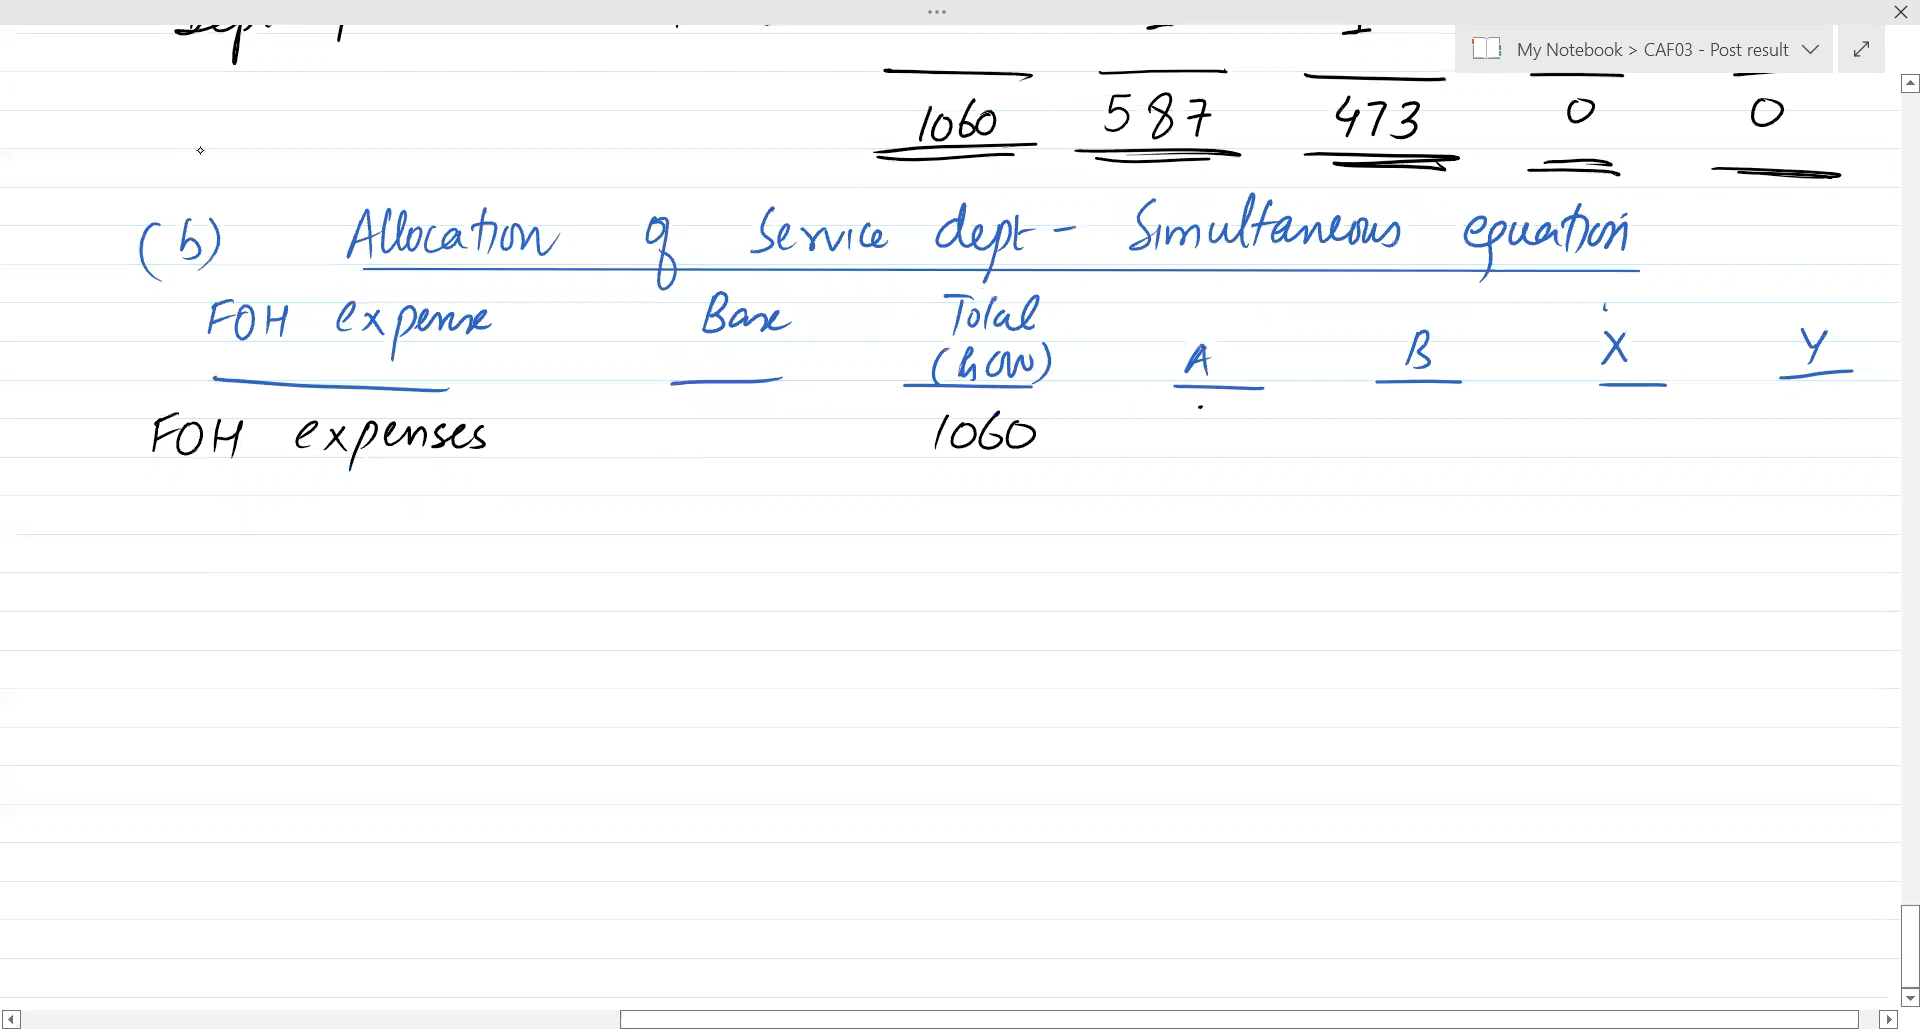 ...
My Notebook > CAF03 - Post result
1060 587 473 0 0
(b) Allocation of Service dept - Simultaneous equation
FOH expense Base Total (Row) A B X Y
FOH expenses 1060